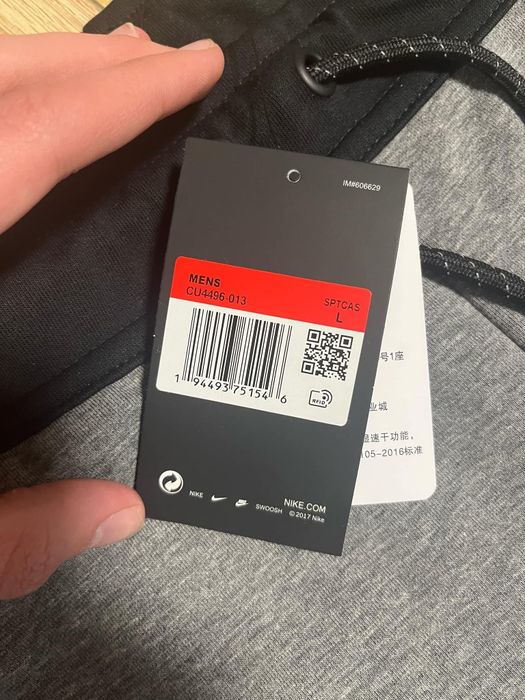 IM#606629
MENS
CU4496-013
SPTCAS
L
1 94493 75154 6
RFID
NIKE
SWOOSH
NIKE.COM
© 2017 Nike
号1座
业城
速干功能，
105-2016标准